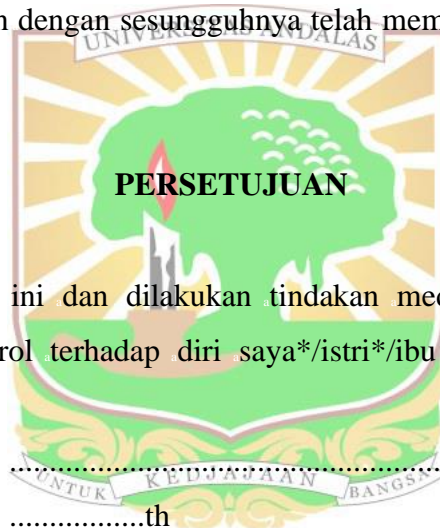 n dengan sesungguhnya telah mem
UNIVERSITAS ANDALAS
PERSETUJUAN
ini dan dilakukan tindakan med
rol terhadap diri saya*/istri*/ibu
........................................................
UNTUK KEDJAJAAN BANGSA
.................th